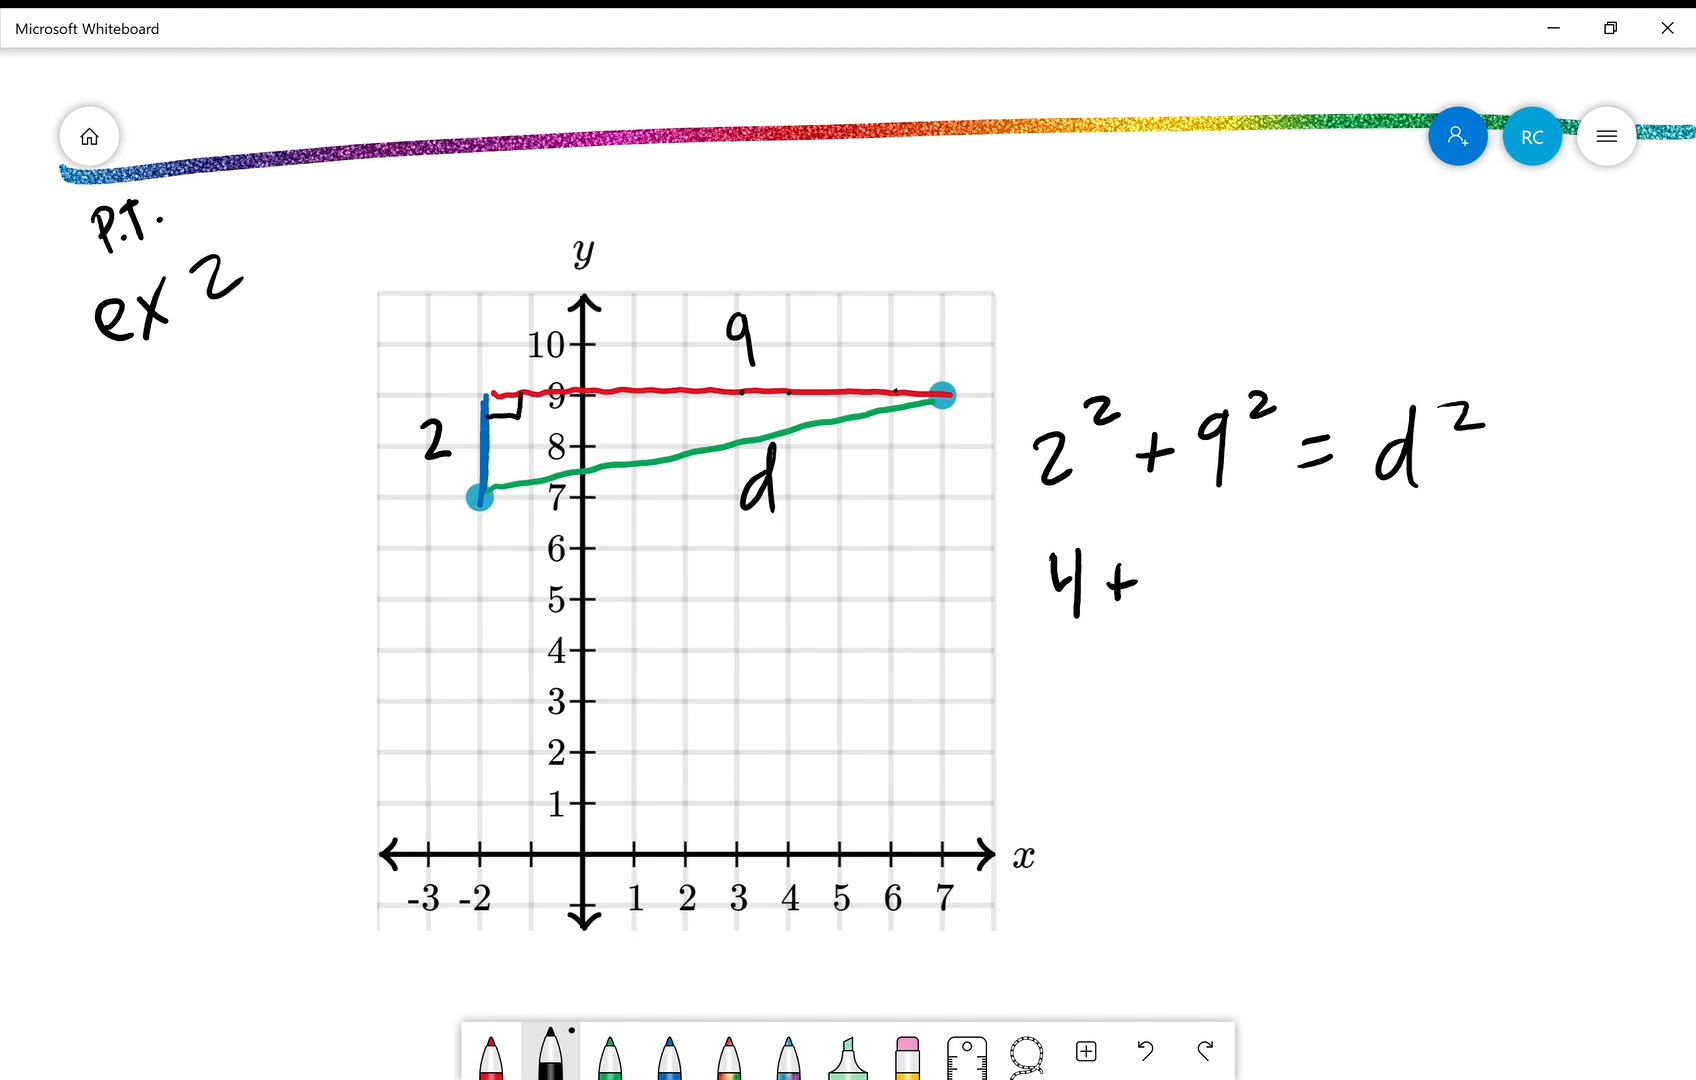 Microsoft Whiteboard
RC
P.T.
ex 2
y
10
9
9
2
8
7
d
6
5
4
3
2
1
x
-3 -2 1 2 3 4 5 6 7
2² + 9² = d²
4 +